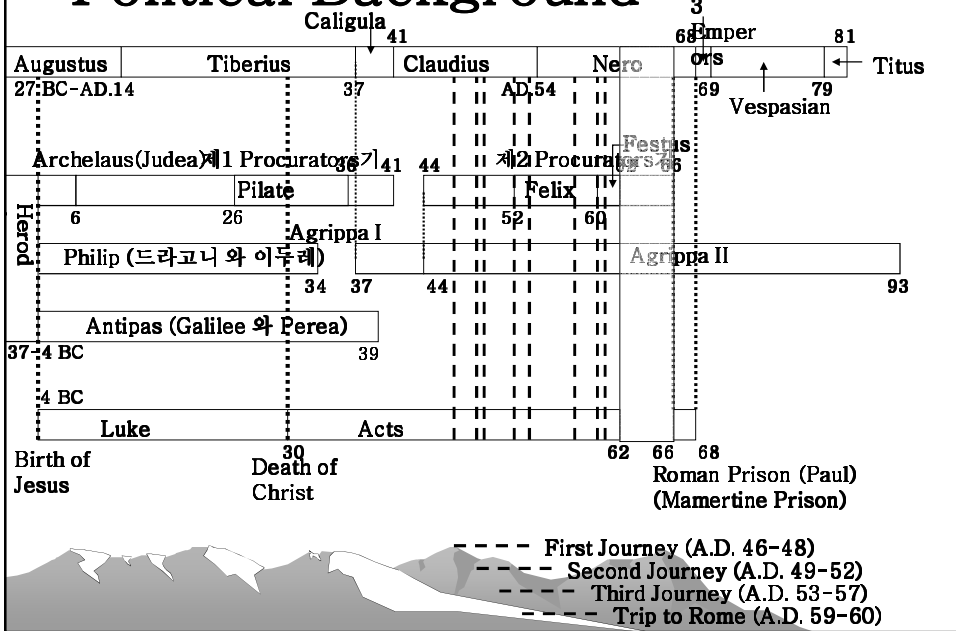 Political Background
Caligula
3
Emper
ors
41
68
81
Augustus
Tiberius
Claudius
Nero
Titus
27 BC-AD.14
37
AD.54
69
79
Vespasian
Festus
Archelaus(Judea)제1 Procurators기
36
41
44
제2 Procurators기
66
Pilate
Felix
6
26
52
60
Herod
Agrippa I
Philip (드라고니 와 이두레)
Agrippa II
34
37
44
93
Antipas (Galilee 와 Perea)
37-4 BC
39
4 BC
Luke
Acts
30
62
66
68
Birth of
Jesus
Death of
Christ
Roman Prison (Paul)
(Mamertine Prison)
First Journey (A.D. 46-48)
Second Journey (A.D. 49-52)
Third Journey (A.D. 53-57)
Trip to Rome (A.D. 59-60)